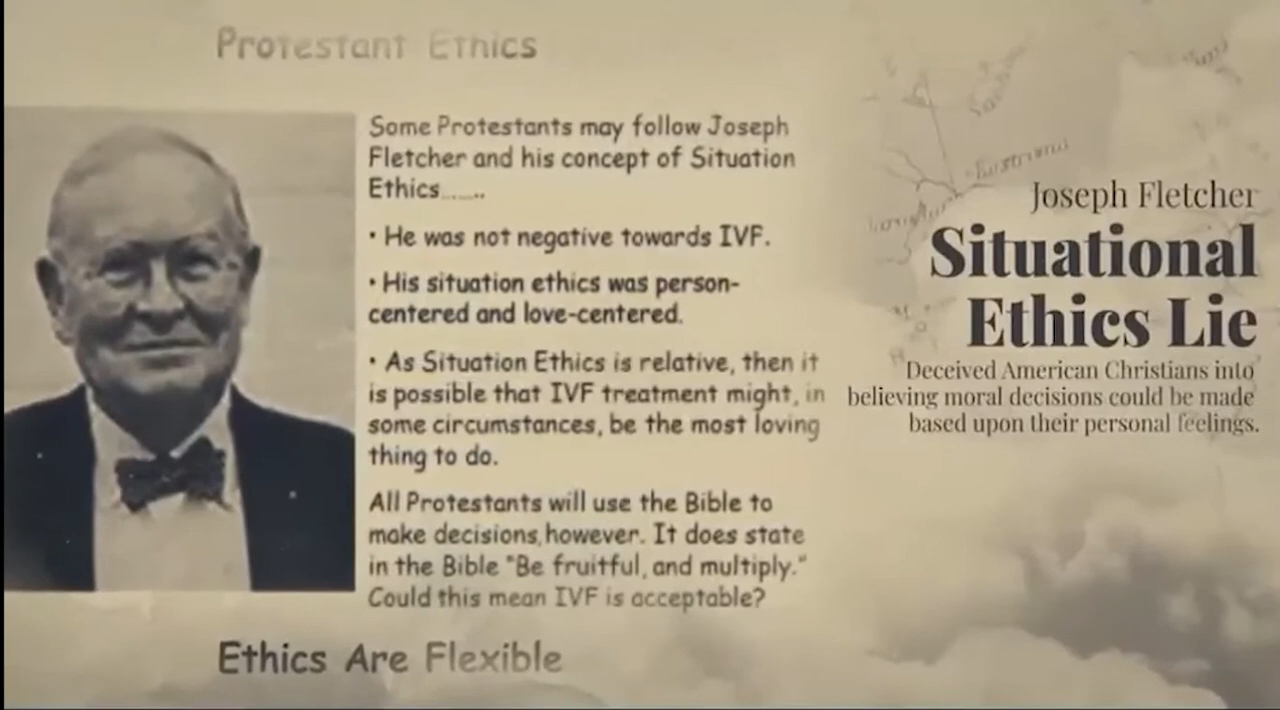 Protestant Ethics
Some Protestants may follow Joseph
Fletcher and his concept of Situation
Ethics.......
• He was not negative towards IVF.
• His situation ethics was person-
centered and love-centered.
• As Situation Ethics is relative, then it
is possible that IVF treatment might, in
some circumstances, be the most loving
thing to do.
All Protestants will use the Bible to
make decisions, however. It does state
in the Bible "Be fruitful, and multiply."
Could this mean IVF is acceptable?
Ethics Are Flexible
Joseph Fletcher
Situational
Ethics Lie
Deceived American Christians into
believing moral decisions could be made
based upon their personal feelings.